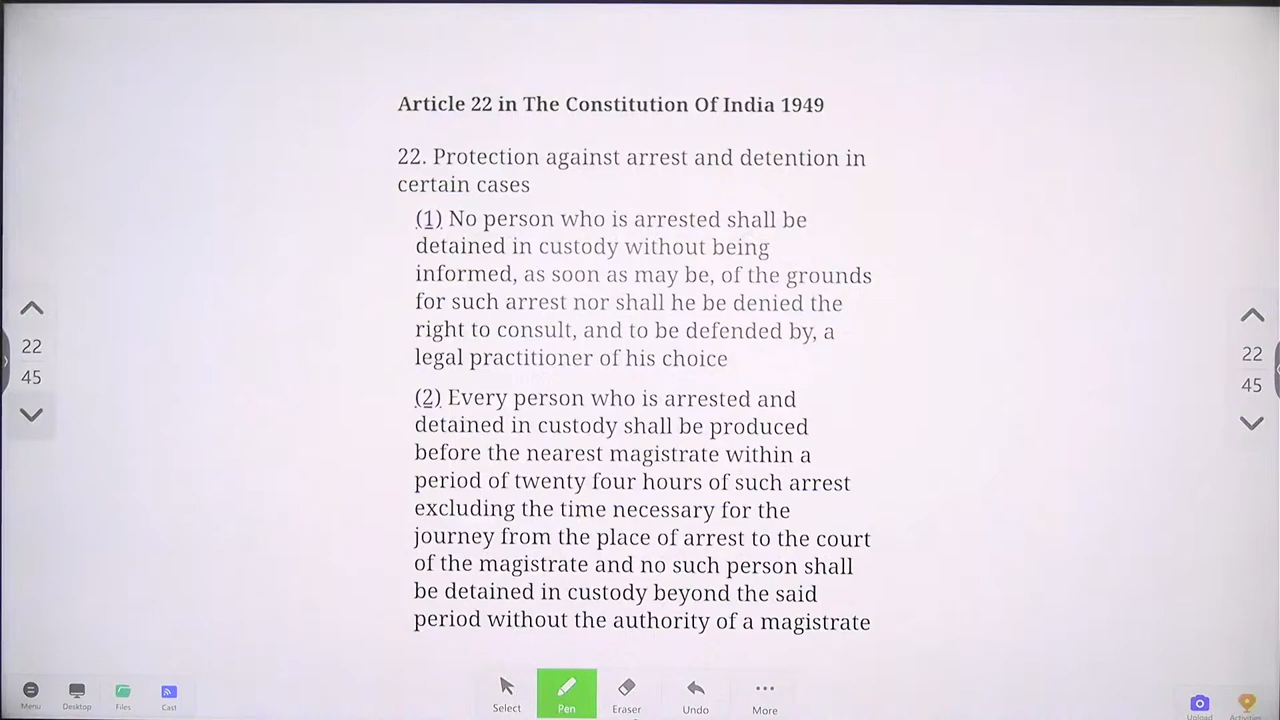 Article 22 in The Constitution Of India 1949
22. Protection against arrest and detention in
certain cases
(1) No person who is arrested shall be
detained in custody without being
informed, as soon as may be, of the grounds
for such arrest nor shall he be denied the
right to consult, and to be defended by, a
legal practitioner of his choice
(2) Every person who is arrested and
detained in custody shall be produced
before the nearest magistrate within a
period of twenty four hours of such arrest
excluding the time necessary for the
journey from the place of arrest to the court
of the magistrate and no such person shall
be detained in custody beyond the said
period without the authority of a magistrate
22
45
22
45
Menu
Desktop
Files
Cast
Select
Pen
Eraser
Undo
More
Upload
Activities